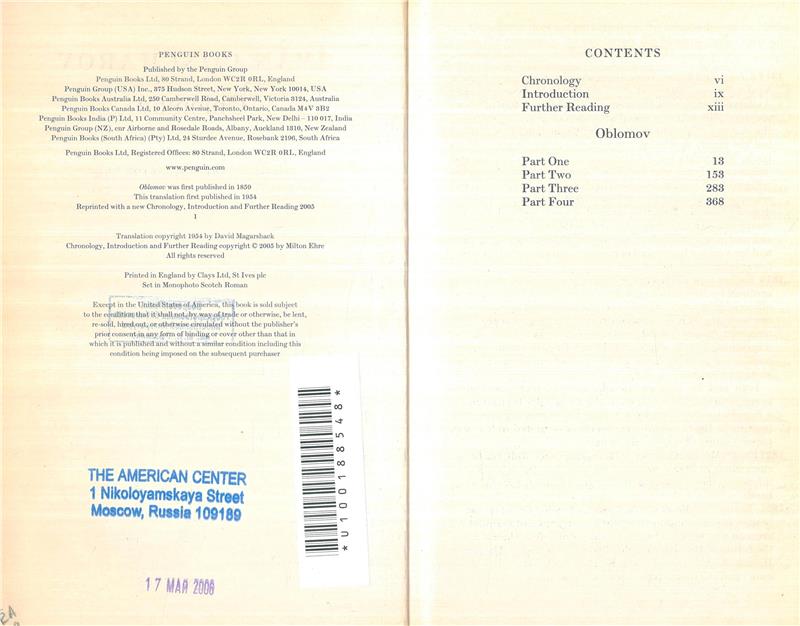 PENGUIN BOOKS
Published by the Penguin Group
Penguin Books Ltd, 80 Strand, London WC2R 0RL, England
Penguin Group (USA) Inc., 375 Hudson Street, New York, New York 10014, USA
Penguin Books Australia Ltd, 250 Camberwell Road, Camberwell, Victoria 3124, Australia
Penguin Books Canada Ltd, 10 Alcorn Avenue, Toronto, Ontario, Canada M4V 3B2
Penguin Books India (P) Ltd, 11 Community Centre, Panchsheel Park, New Delhi – 110 017, India
Penguin Group (NZ), cnr Airborne and Rosedale Roads, Albany, Auckland 1310, New Zealand
Penguin Books (South Africa) (Pty) Ltd, 24 Sturdee Avenue, Rosebank 2196, South Africa
Penguin Books Ltd, Registered Offices: 80 Strand, London WC2R 0RL, England
www.penguin.com
Oblomov was first published in 1859
This translation first published in 1954
Reprinted with a new Chronology, Introduction and Further Reading 2005
1
Translation copyright 1954 by David Magarshack
Chronology, Introduction and Further Reading copyright © 2005 by Milton Ehre
All rights reserved
Printed in England by Clays Ltd, St Ives plc
Set in Monophoto Scotch Roman
Except in the United States of America, this book is sold subject
to the condition that it shall not, by way of trade or otherwise, be lent,
re-sold, hired out, or otherwise circulated without the publisher's
prior consent in any form of binding or cover other than that in
which it is published and without a similar condition including this
condition being imposed on the subsequent purchaser
*U100188548*
THE AMERICAN CENTER
1 Nikoloyamskaya Street
Moscow, Russia 109189
17 МАЯ 2006
CONTENTS
Chronology vi
Introduction ix
Further Reading xiii
Oblomov
Part One 13
Part Two 153
Part Three 283
Part Four 368